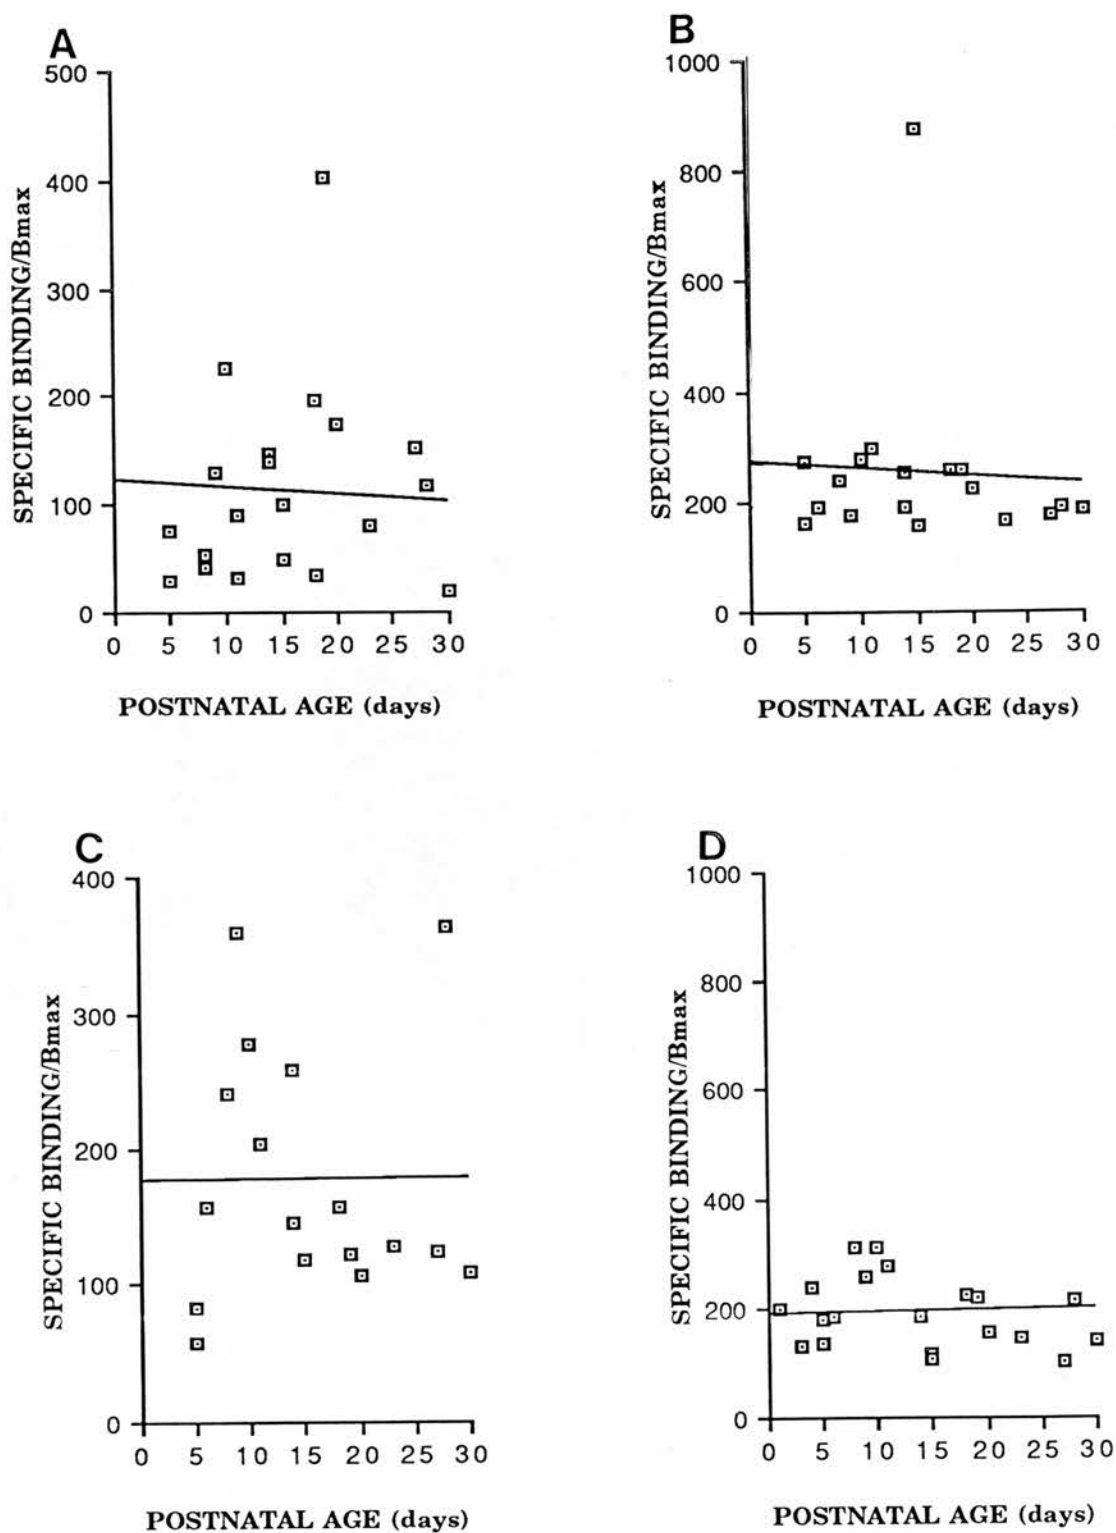 A
500
400
300
200
100
0
SPECIFIC BINDING/Bmax
0 5 10 15 20 25 30
POSTNATAL AGE (days)
B
1000
800
600
400
200
0
SPECIFIC BINDING/Bmax
0 5 10 15 20 25 30
POSTNATAL AGE (days)
C
400
300
200
100
0
SPECIFIC BINDING/Bmax
0 5 10 15 20 25 30
POSTNATAL AGE (days)
D
1000
800
600
400
200
0
SPECIFIC BINDING/Bmax
0 5 10 15 20 25 30
POSTNATAL AGE (days)